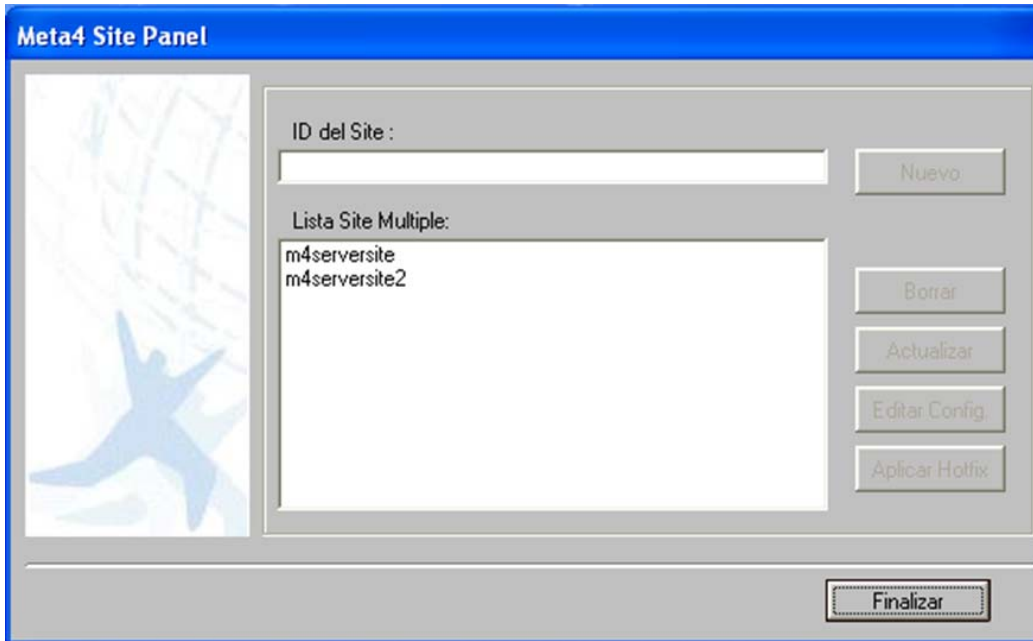 Meta4 Site Panel
ID del Site :
Nuevo
Lista Site Multiple:
m4serversite
m4serversite2
Borrar
Actualizar
Editar Config.
Aplicar Hotfix
Finalizar